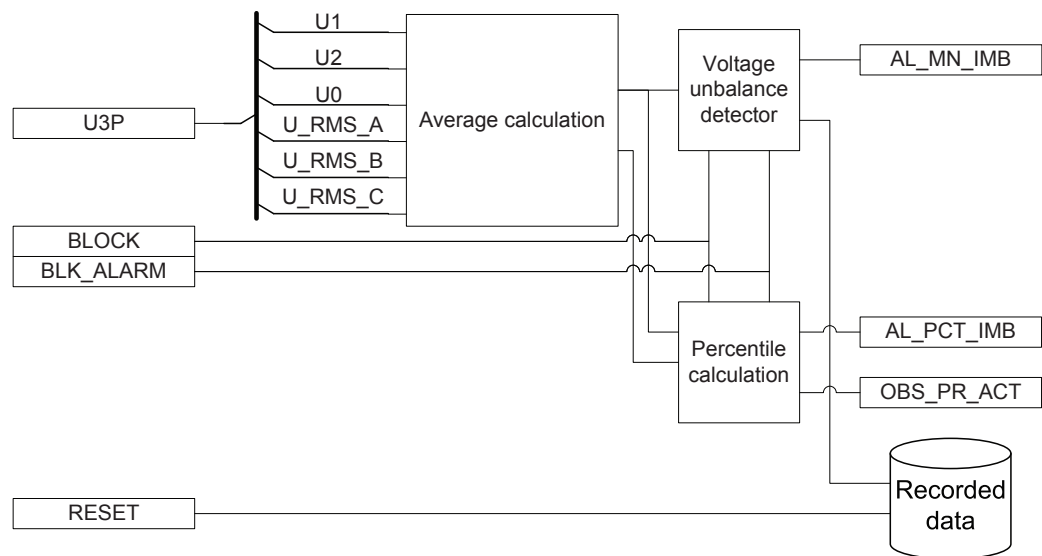 U3P
BLOCK
BLK_ALARM
RESET
U1
U2
U0
U_RMS_A
U_RMS_B
U_RMS_C
Average calculation
Voltage
unbalance
detector
Percentile
calculation
AL_MN_IMB
AL_PCT_IMB
OBS_PR_ACT
Recorded
data